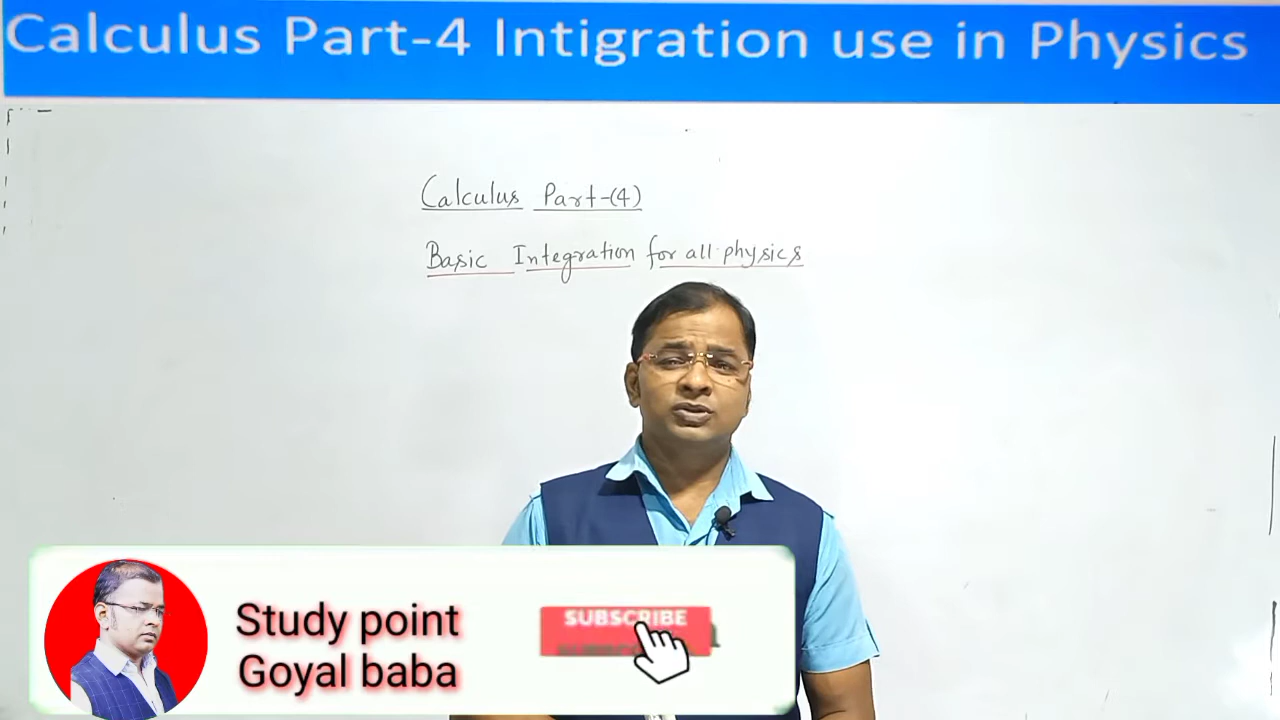 Calculus Part-4 Intigration use in Physics
Calculus Part-(4)
Basic Integration for all physics
Study point
Goyal baba
SUBSCRIBE